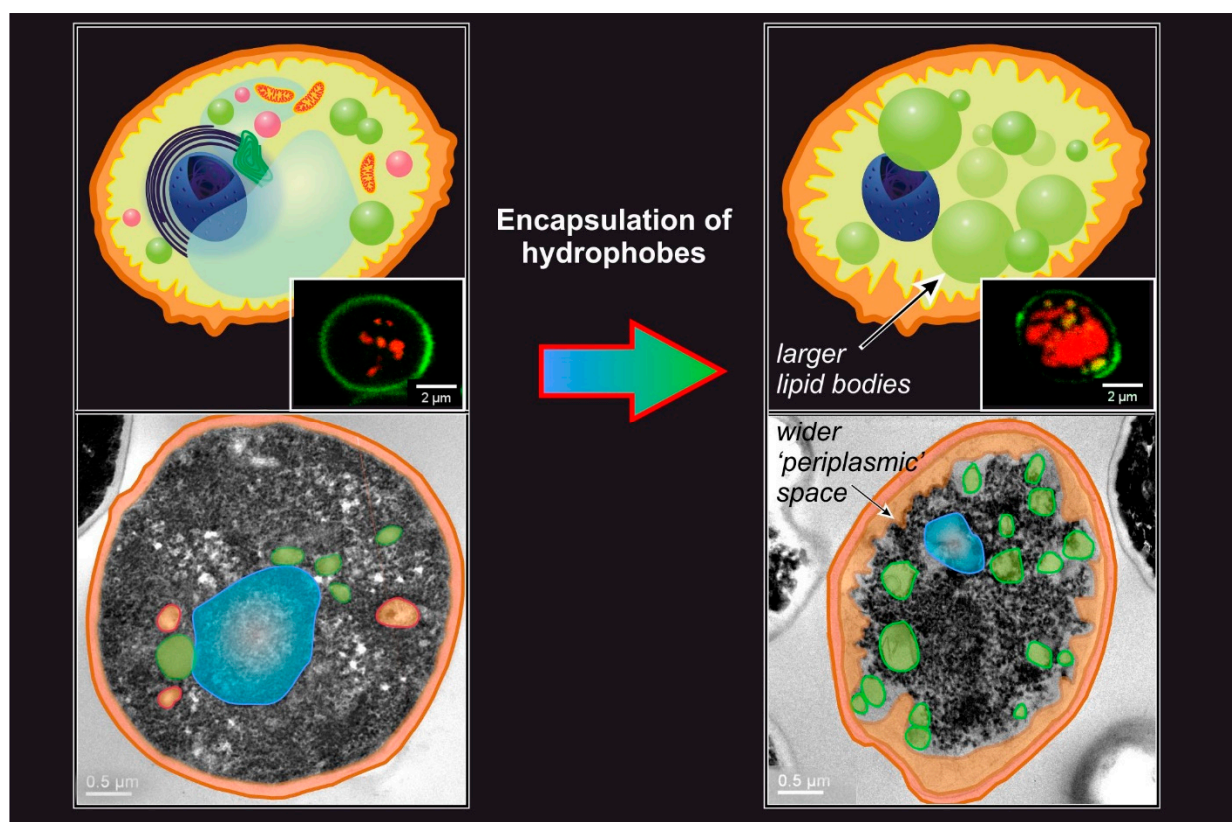 Encapsulation of
hydrophobes
2 µm
larger
lipid bodies
2 µm
wider
‘periplasmic’
space
0.5 µm
0.5 µm